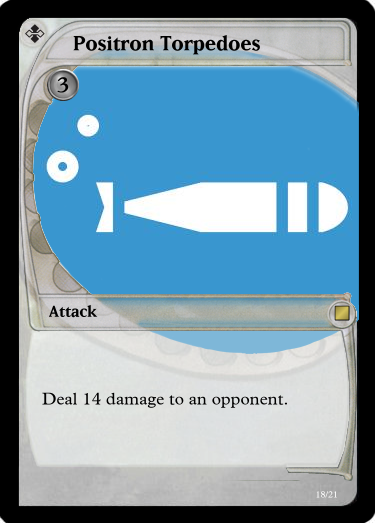 Positron Torpedoes
3
Attack
Deal 14 damage to an opponent.
18/21